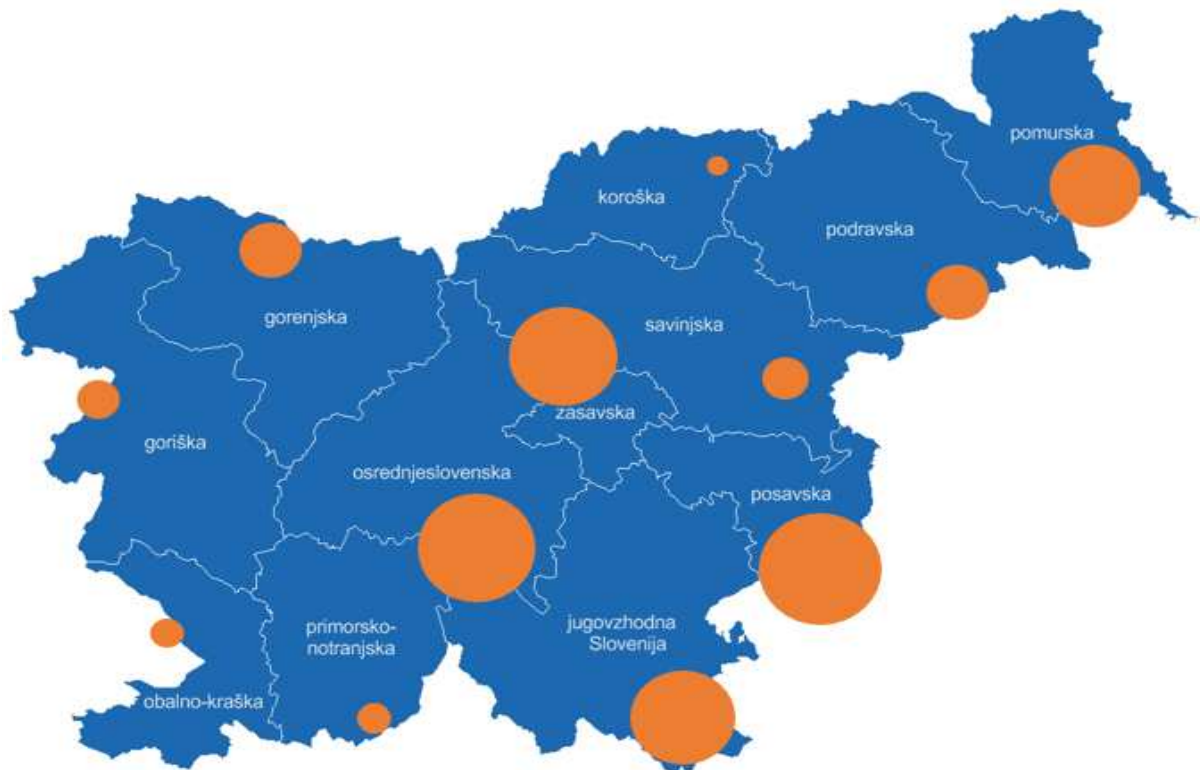 pomurska
koroška
podravska
gorenjska
savinjska
zasavska
goriška
osrednjeslovenska
posavska
primorsko-
notranjska
jugovzhodna
Slovenija
obalno-kraška